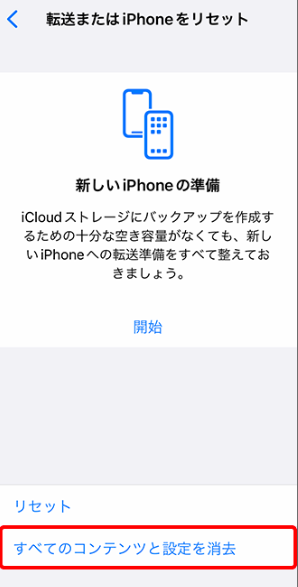 転送またはiPhoneをリセット
新しいiPhoneの準備
iCloudストレージにバックアップを作成す
るための十分な空き容量がなくても、新し
いiPhoneへの転送準備をすべて整えてお
きましょう。
開始
リセット
すべてのコンテンツと設定を消去